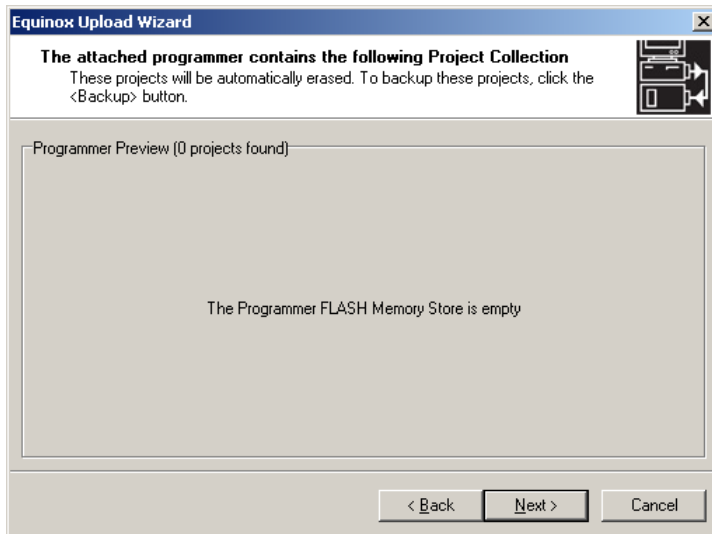 Equinox Upload Wizard
The attached programmer contains the following Project Collection
These projects will be automatically erased. To backup these projects, click the
<Backup> button.
Programmer Preview (0 projects found)
The Programmer FLASH Memory Store is empty
< Back
Next >
Cancel